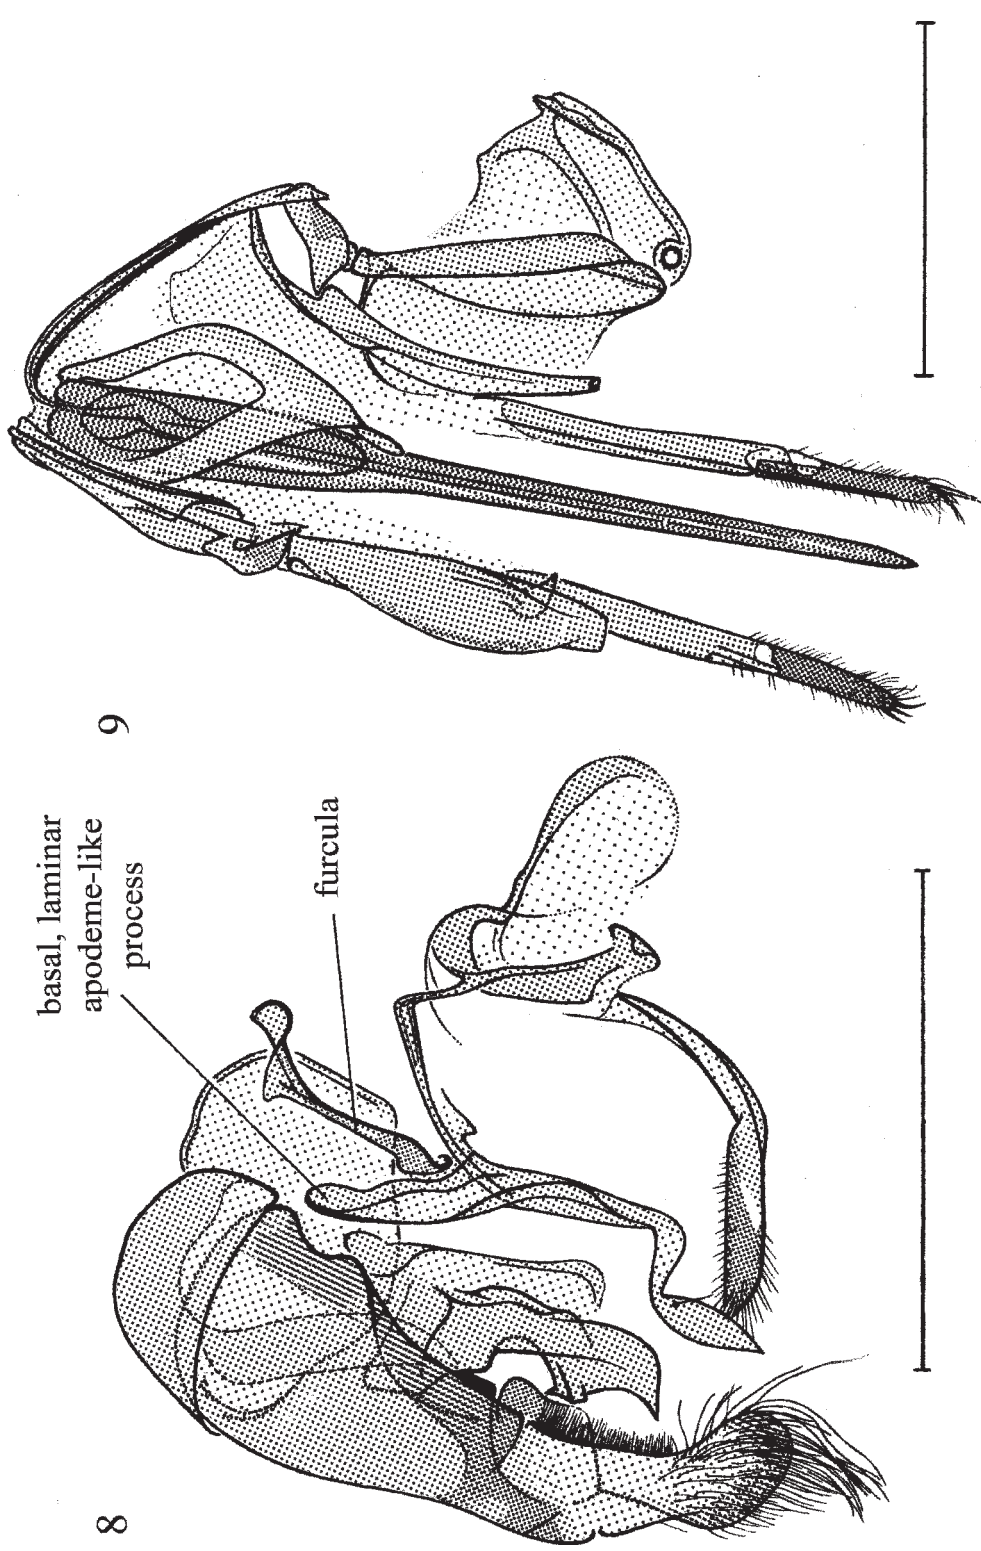 8
basal, laminar
apodeme-like
process
furcula
9